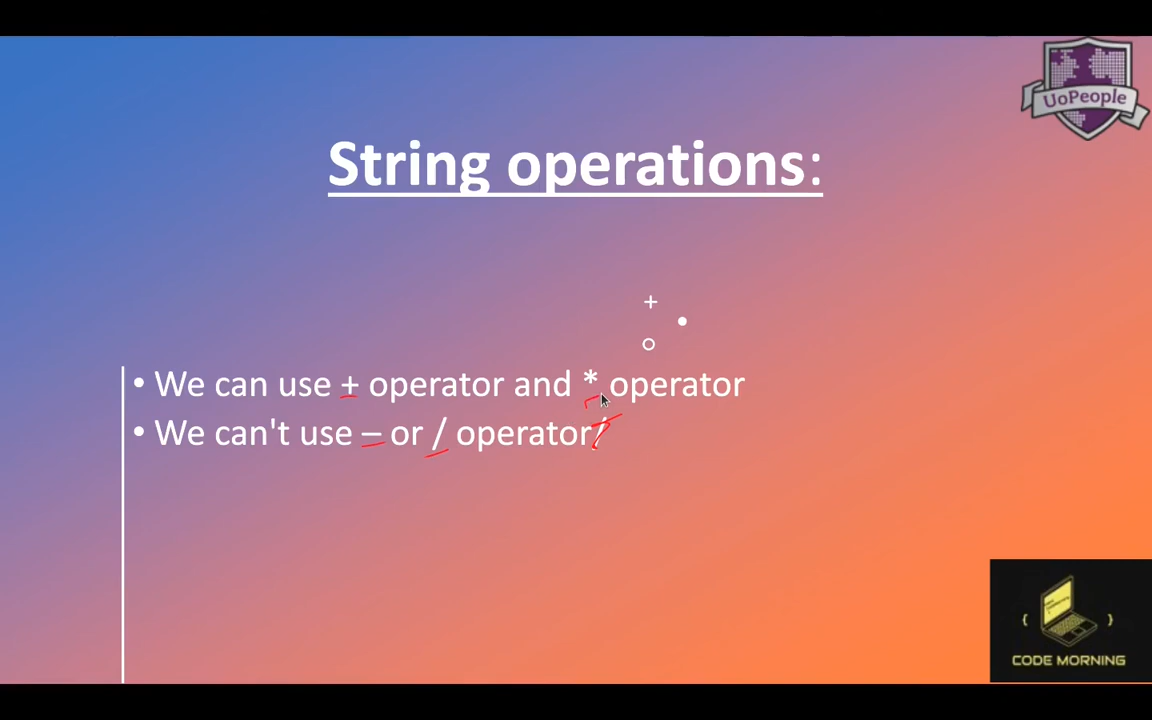 UoPeople
String operations:
• We can use + operator and * operator
• We can't use – or / operator/
CODE MORNING